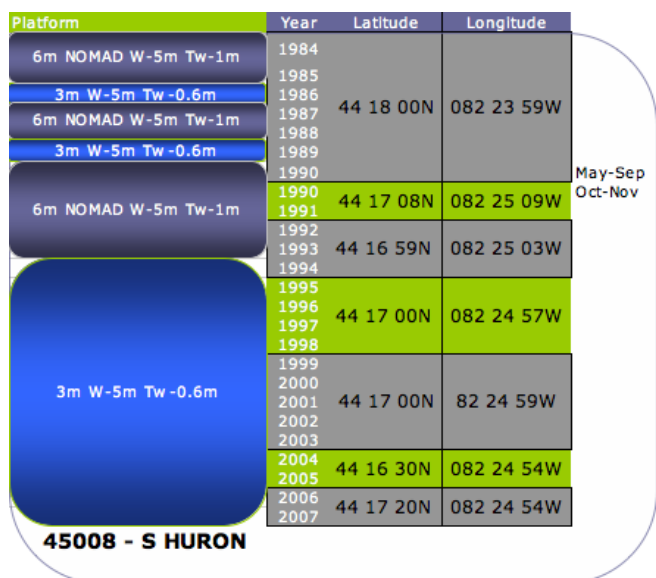 Platform Year Latitude Longitude
6m NOMAD W-5m Tw-1m
3m W-5m Tw-0.6m
6m NOMAD W-5m Tw-1m
3m W-5m Tw-0.6m
6m NOMAD W-5m Tw-1m
3m W-5m Tw-0.6m
1984
1985
1986
1987
1988
1989
1990
44 18 00N 082 23 59W
1990
1991
44 17 08N 082 25 09W
1992
1993
1994
44 16 59N 082 25 03W
1995
1996
1997
1998
44 17 00N 082 24 57W
1999
2000
2001
2002
2003
44 17 00N 82 24 59W
2004
2005
44 16 30N 082 24 54W
2006
2007
44 17 20N 082 24 54W
May-Sep
Oct-Nov
45008 - S HURON